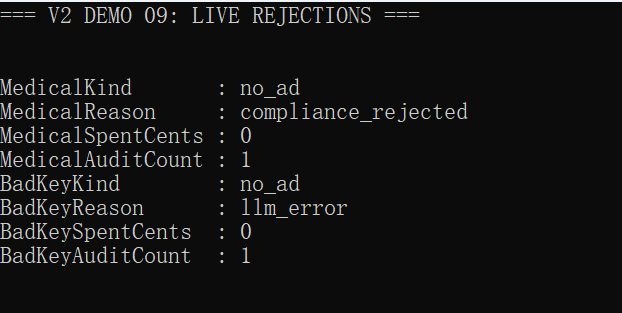 === V2 DEMO 09: LIVE REJECTIONS ===
MedicalKind : no_ad
MedicalReason : compliance_rejected
MedicalSpentCents : 0
MedicalAuditCount : 1
BadKeyKind : no_ad
BadKeyReason : llm_error
BadKeySpentCents : 0
BadKeyAuditCount : 1